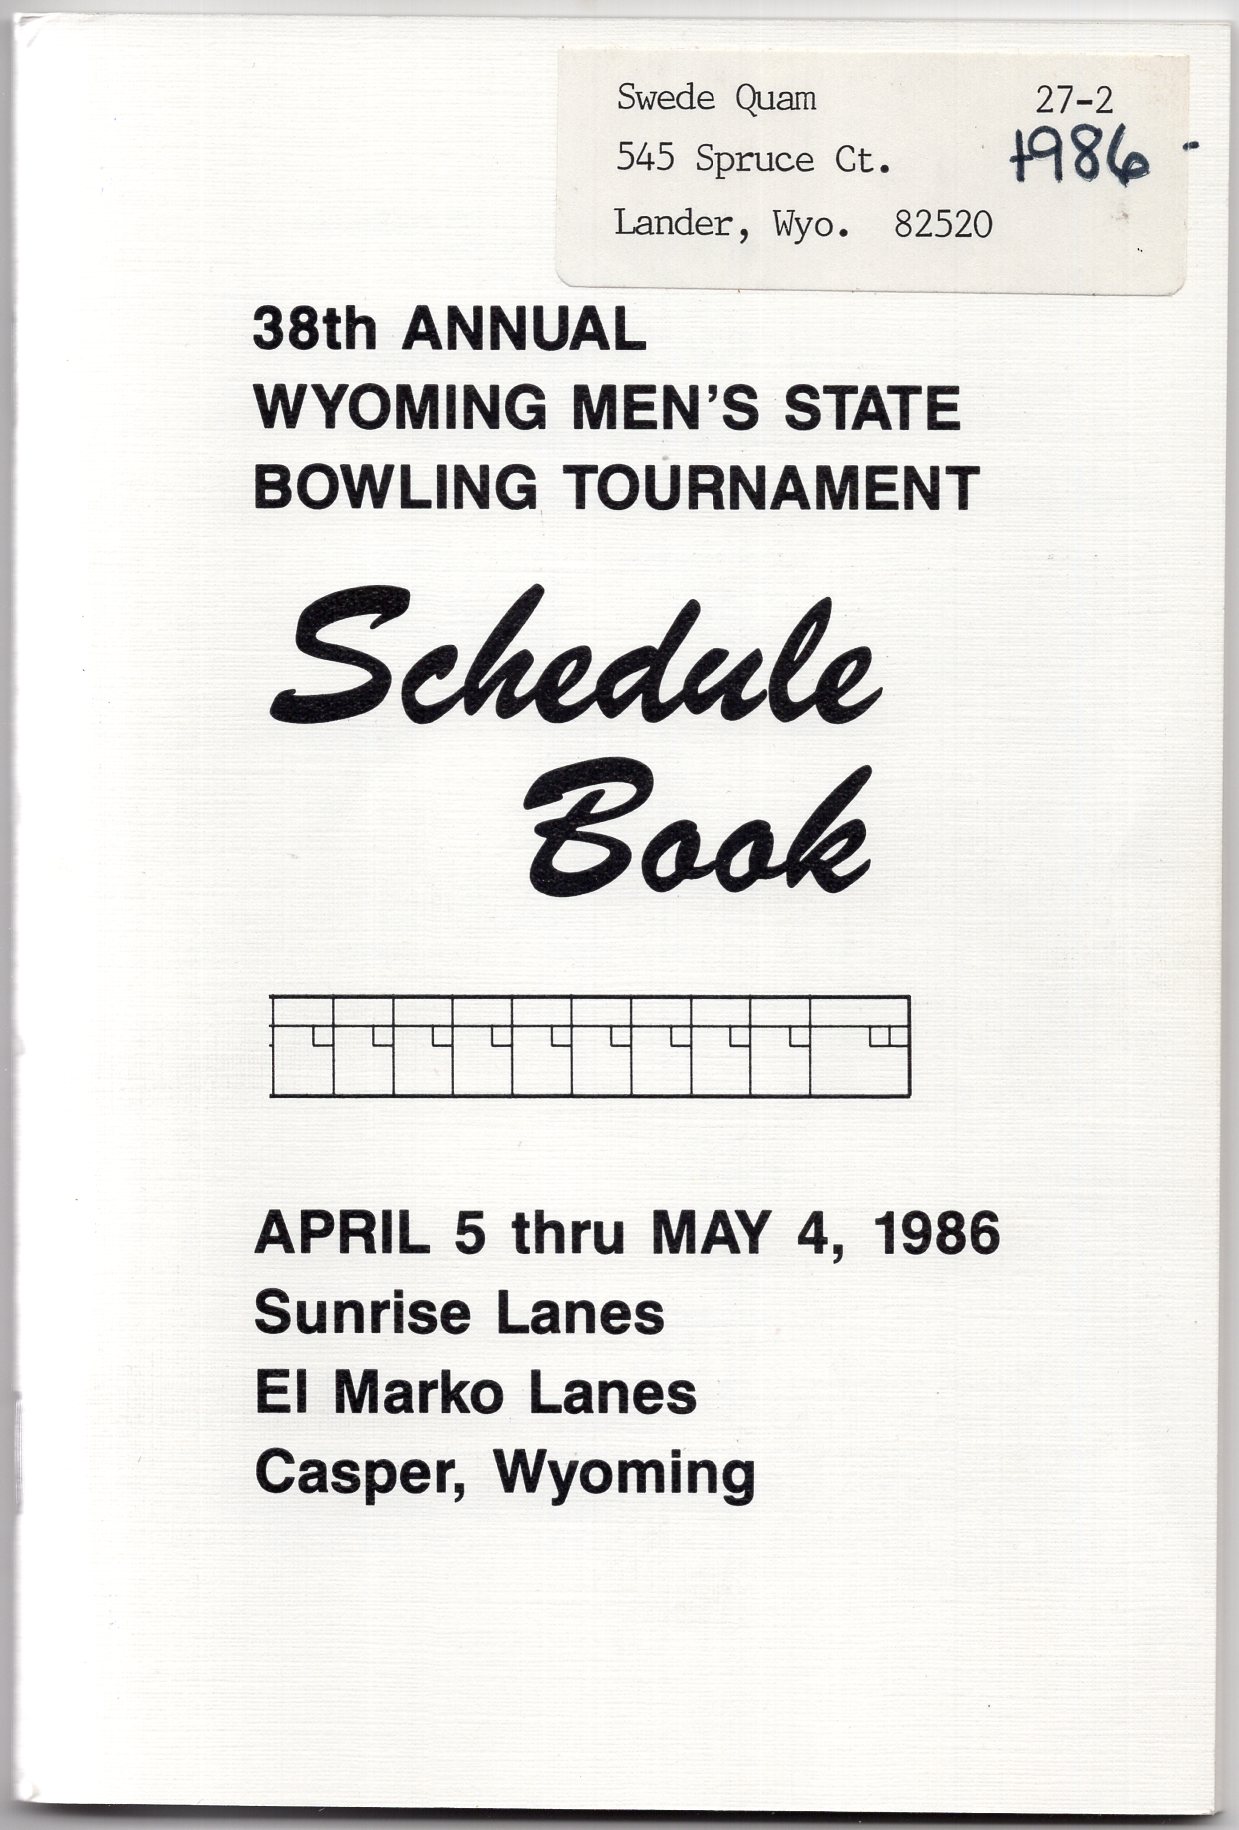 Swede Quam 27-2
545 Spruce Ct. 1986 -
Lander, Wyo. 82520
38th ANNUAL
WYOMING MEN'S STATE
BOWLING TOURNAMENT
Schedule
Book
APRIL 5 thru MAY 4, 1986
Sunrise Lanes
El Marko Lanes
Casper, Wyoming